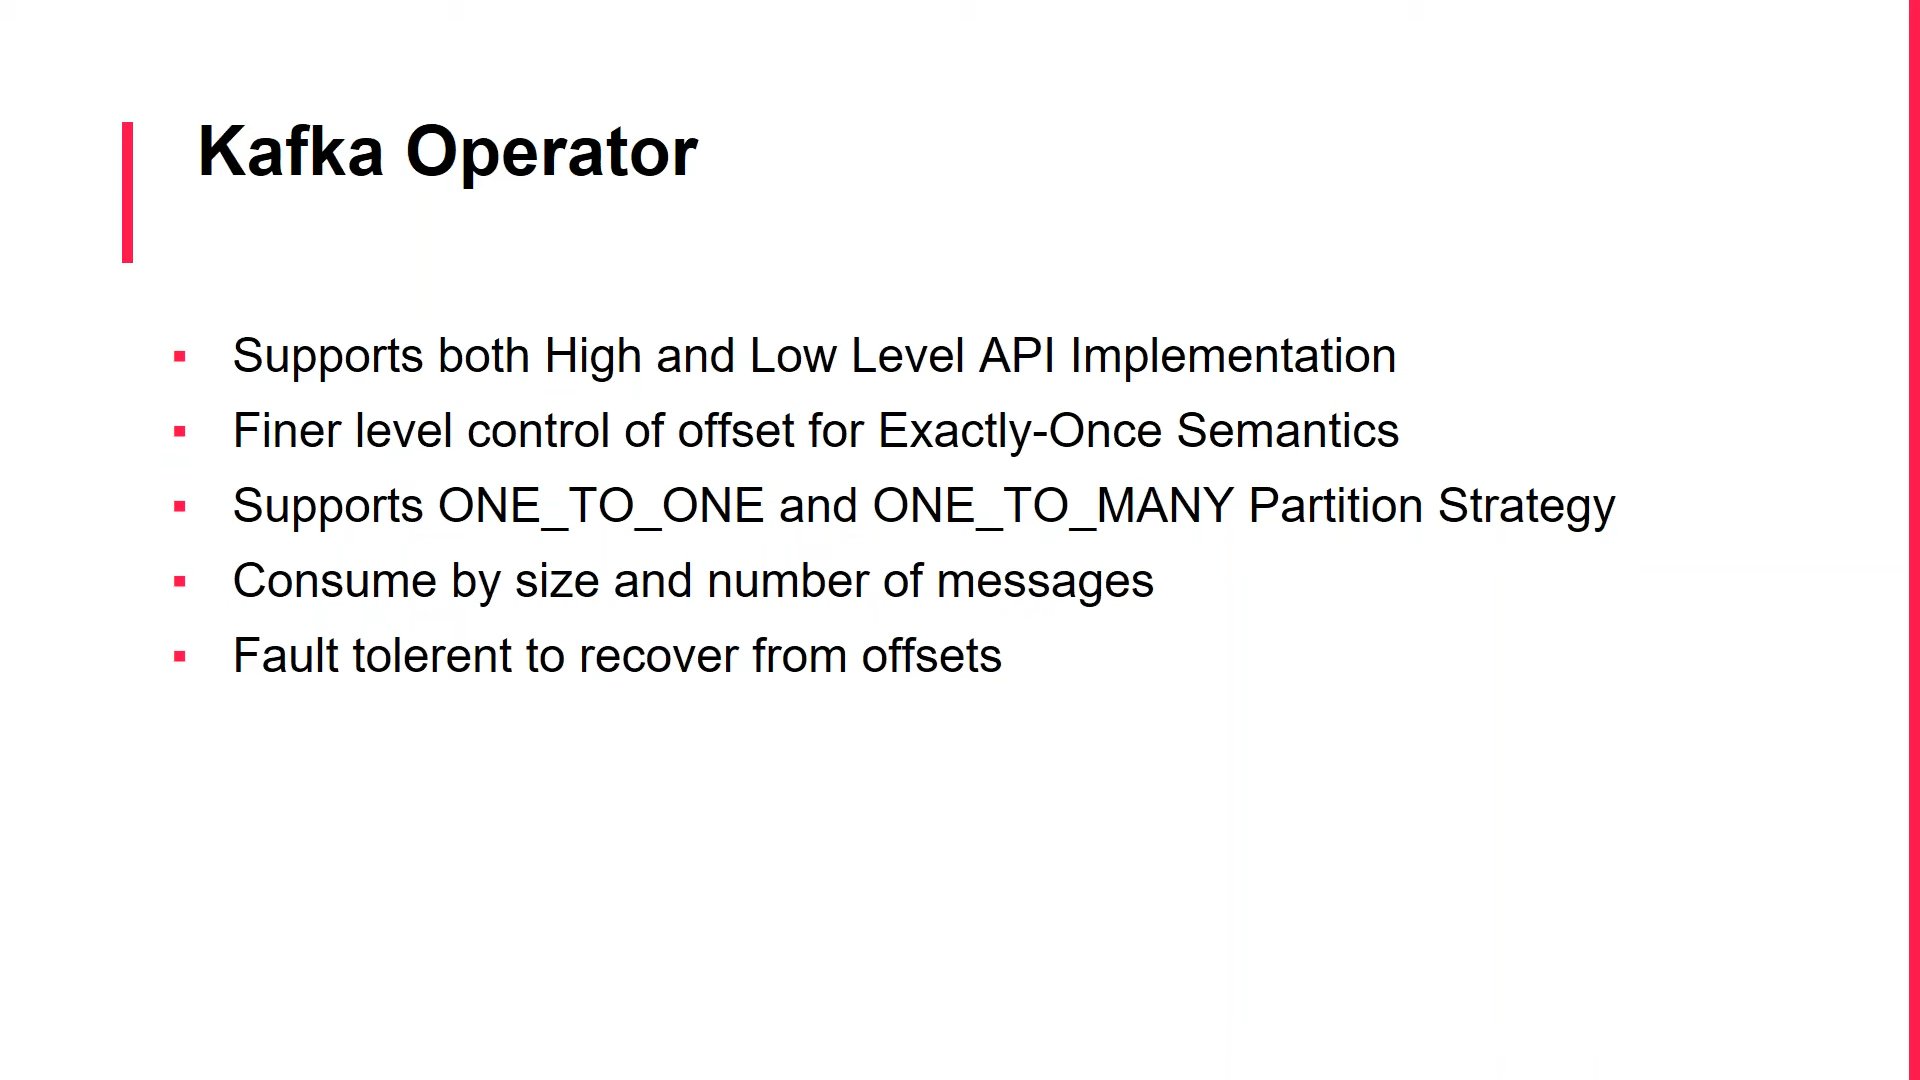 Kafka Operator
Supports both High and Low Level API Implementation
Finer level control of offset for Exactly-Once Semantics
Supports ONE_TO_ONE and ONE_TO_MANY Partition Strategy
Consume by size and number of messages
Fault tolerent to recover from offsets